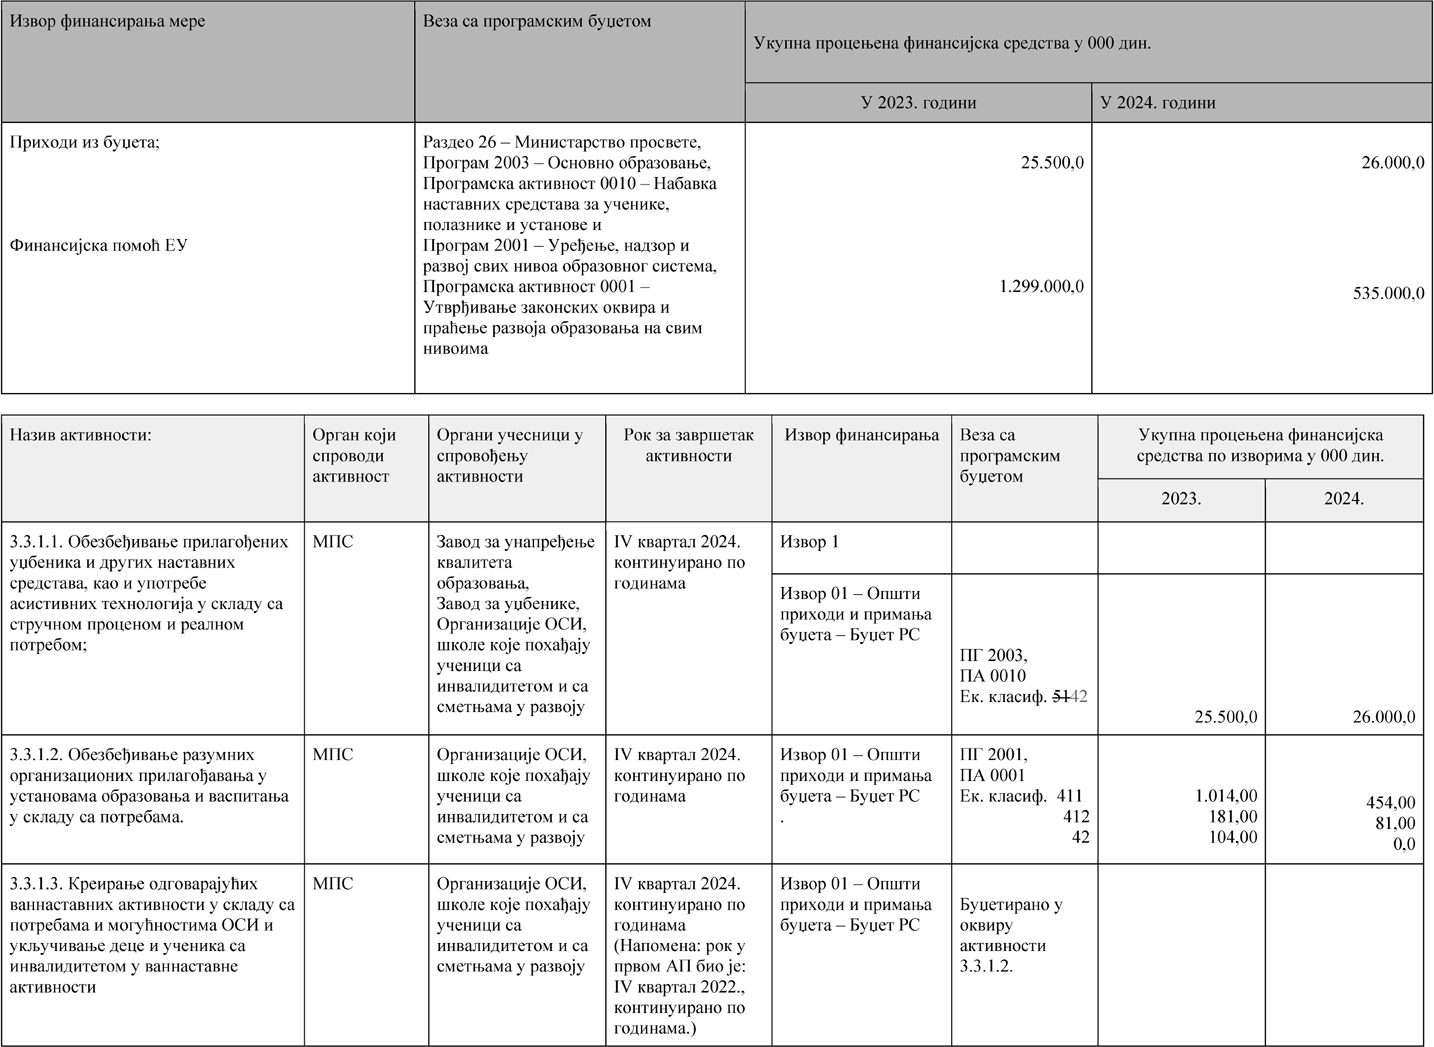 Извор финансирања мере
Веза са програмским буџетом
Укупна процењена финансијска средства у 000 дин.
У 2023. години
У 2024. години
Приходи из буџета;
Финансијска помоћ ЕУ
Раздео 26 – Министарство просвете,
Програм 2003 – Основно образовање,
Програмска активност 0010 – Набавка
наставних средстава за ученике,
полазнике и установе и
Програм 2001 – Уређење, надзор и
развој свих нивоа образовног система,
Програмска активност 0001 –
Утврђивање законских оквира и
праћење развоја образовања на свим
нивоима
25.500,0
1.299.000,0
26.000,0
535.000,0
Назив активности:
Орган који
спроводи
активност
Органи учесници у
спровођењу
активности
Рок за завршетак
активности
Извор финансирања
Веза са
програмским
буџетом
Укупна процењена финансијска
средства по изворима у 000 дин.
2023.
2024.
3.3.1.1. Обезбеђивање прилагођених
уџбеника и других наставних
средстава, као и употребе
асистивних технологија у складу са
стручном проценом и реалном
потребом;
МПС
Завод за унапређење
квалитета
образовања,
Завод за уџбенике,
Организације ОСИ,
школе које похађају
ученици са
инвалидитетом и са
сметњама у развоју
IV квартал 2024.
континуирано по
годинама
Извор 1
Извор 01 – Општи
приходи и примања
буџета – Буџет РС
ПГ 2003,
ПА 0010
Ек. класиф. 5142
25.500,0
26.000,0
3.3.1.2. Обезбеђивање разумних
организационих прилагођавања у
установама образовања и васпитања
у складу са потребама.
МПС
Организације ОСИ,
школе које похађају
ученици са
инвалидитетом и са
сметњама у развоју
IV квартал 2024.
континуирано по
годинама
Извор 01 – Општи
приходи и примања
буџета – Буџет РС
.
ПГ 2001,
ПА 0001
Ек. класиф. 411
412
42
1.014,00
181,00
104,00
454,00
81,00
0,0
3.3.1.3. Креирање одговарајућих
ваннаставних активности у складу са
потребама и могућностима ОСИ и
укључивање деце и ученика са
инвалидитетом у ваннаставне
активности
МПС
Организације ОСИ,
школе које похађају
ученици са
инвалидитетом и са
сметњама у развоју
IV квартал 2024.
континуирано по
годинама
(Напомена: рок у
првом АП био је:
IV квартал 2022.,
континуирано по
годинама.)
Извор 01 – Општи
приходи и примања
буџета – Буџет РС
Буџетирано у
оквиру
активности
3.3.1.2.